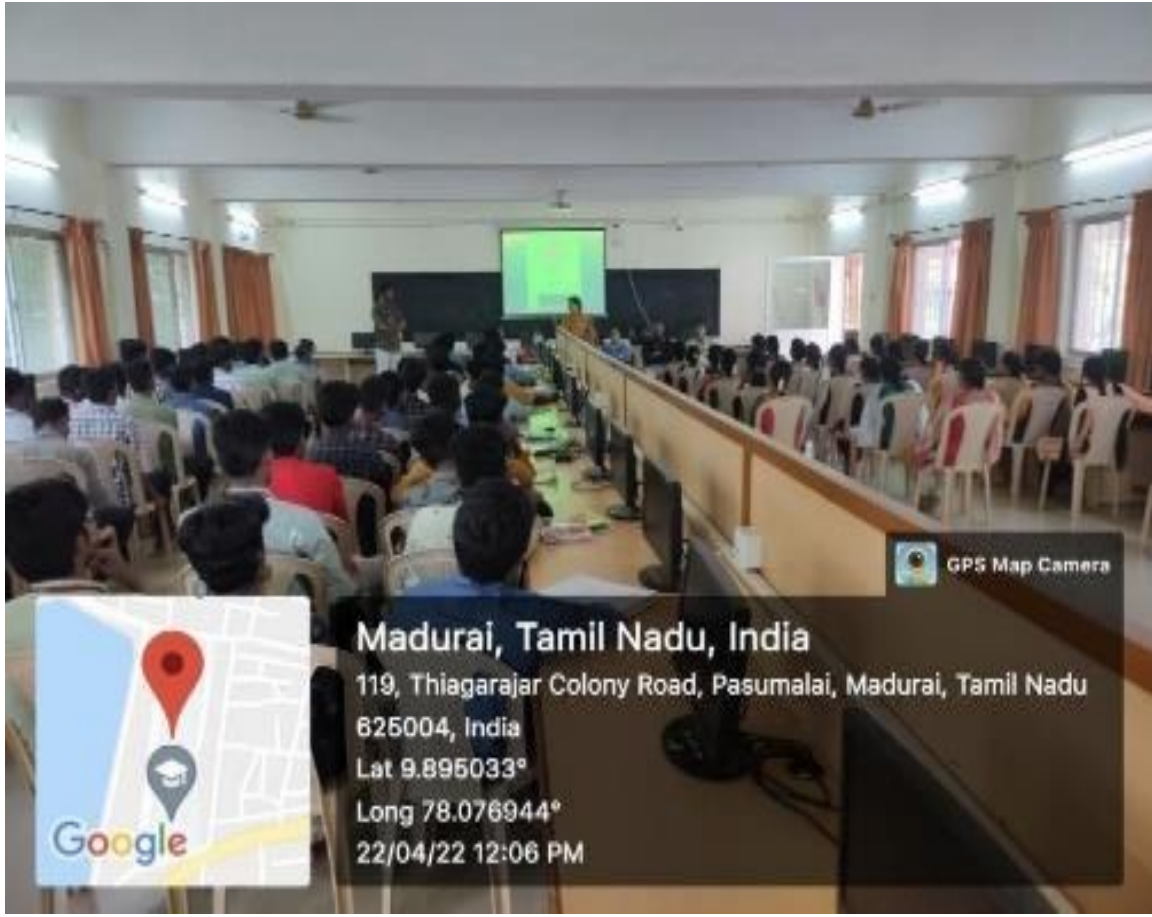 GPS Map Camera
Madurai, Tamil Nadu, India
119, Thiagarajar Colony Road, Pasumalai, Madurai, Tamil Nadu
625004, India
Lat 9.895033°
Long 78.076944°
22/04/22 12:06 PM
Google